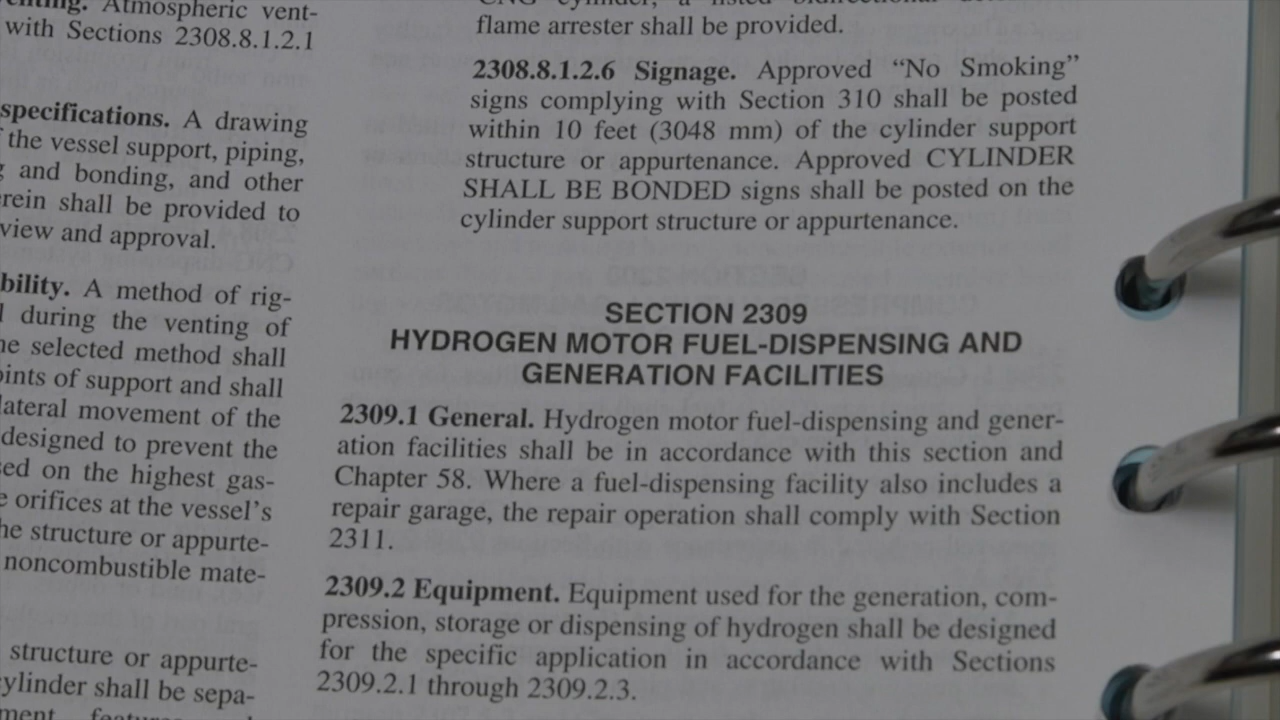 Atmospheric vent-
with Sections 2308.8.1.2.1
specifications. A drawing
the vessel support, piping,
and bonding, and other
rein shall be provided to
view and approval.
bility. A method of rig-
during the venting of
selected method shall
oints of support and shall
lateral movement of the
designed to prevent the
sed on the highest gas-
orifices at the vessel's
he structure or appurte-
noncombustible mate-
structure or appurte-
cylinder shall be sepa-
flame arrester shall be provided.
2308.8.1.2.6 Signage. Approved “No Smoking”
signs complying with Section 310 shall be posted
within 10 feet (3048 mm) of the cylinder support
structure or appurtenance. Approved CYLINDER
SHALL BE BONDED signs shall be posted on the
cylinder support structure or appurtenance.
SECTION 2309
HYDROGEN MOTOR FUEL-DISPENSING AND
GENERATION FACILITIES
2309.1 General. Hydrogen motor fuel-dispensing and gener-
ation facilities shall be in accordance with this section and
Chapter 58. Where a fuel-dispensing facility also includes a
repair garage, the repair operation shall comply with Section
2311.
2309.2 Equipment. Equipment used for the generation, com-
pression, storage or dispensing of hydrogen shall be designed
for the specific application in accordance with Sections
2309.2.1 through 2309.2.3.